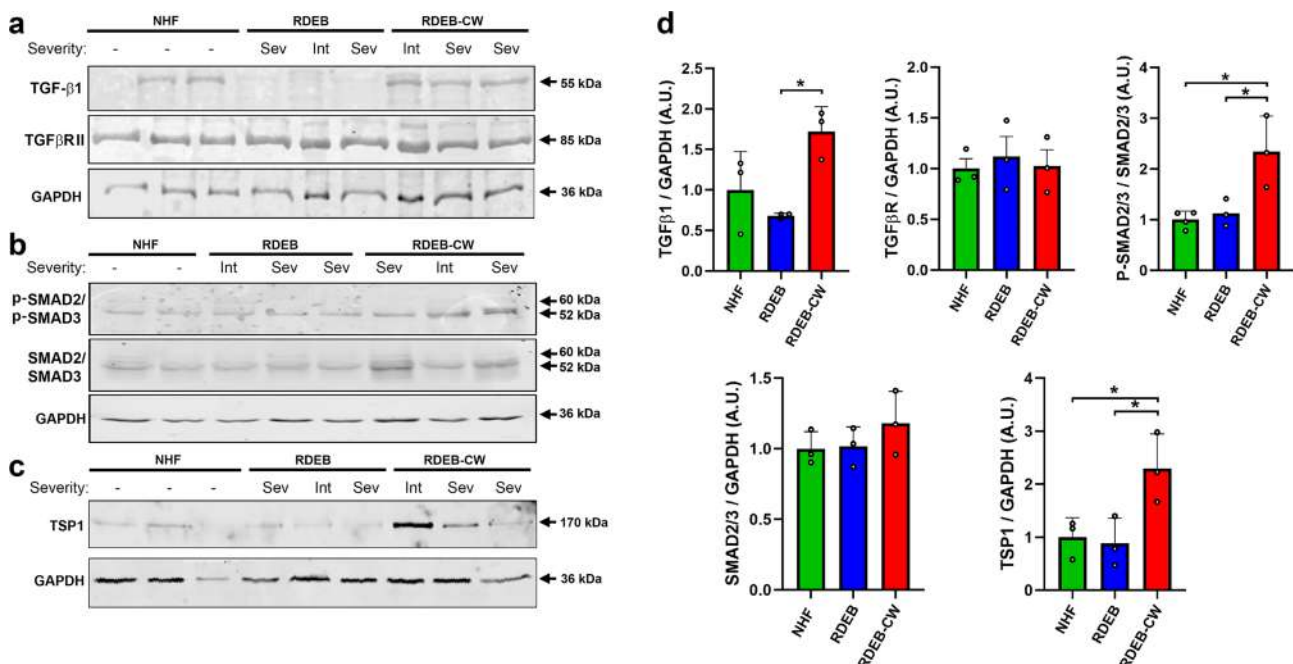 a
NHF RDEB RDEB-CW
Severity: - - - Sev Int Sev Int Sev Sev
TGF-β1 55 kDa
TGFβRII 85 kDa
GAPDH 36 kDa
b
NHF RDEB RDEB-CW
Severity: - - Int Sev Sev Sev Int Sev
p-SMAD2/ 60 kDa
p-SMAD3 52 kDa
SMAD2/ 60 kDa
SMAD3 52 kDa
GAPDH 36 kDa
c
NHF RDEB RDEB-CW
Severity: - - - Sev Int Sev Int Sev Sev
TSP1 170 kDa
GAPDH 36 kDa
d
TGFβ1 / GAPDH (A.U.)
2.5
2.0
1.5
1.0
0.5
0.0
*
NHF
RDEB
RDEB-CW
TGFβR / GAPDH (A.U.)
2.0
1.5
1.0
0.5
0.0
NHF
RDEB
RDEB-CW
P-SMAD2/3 / SMAD2/3 (A.U.)
4
3
2
1
0
*
*
NHF
RDEB
RDEB-CW
SMAD2/3 / GAPDH (A.U.)
1.5
1.0
0.5
0.0
NHF
RDEB
RDEB-CW
TSP1 / GAPDH (A.U.)
4
3
2
1
0
*
*
NHF
RDEB
RDEB-CW